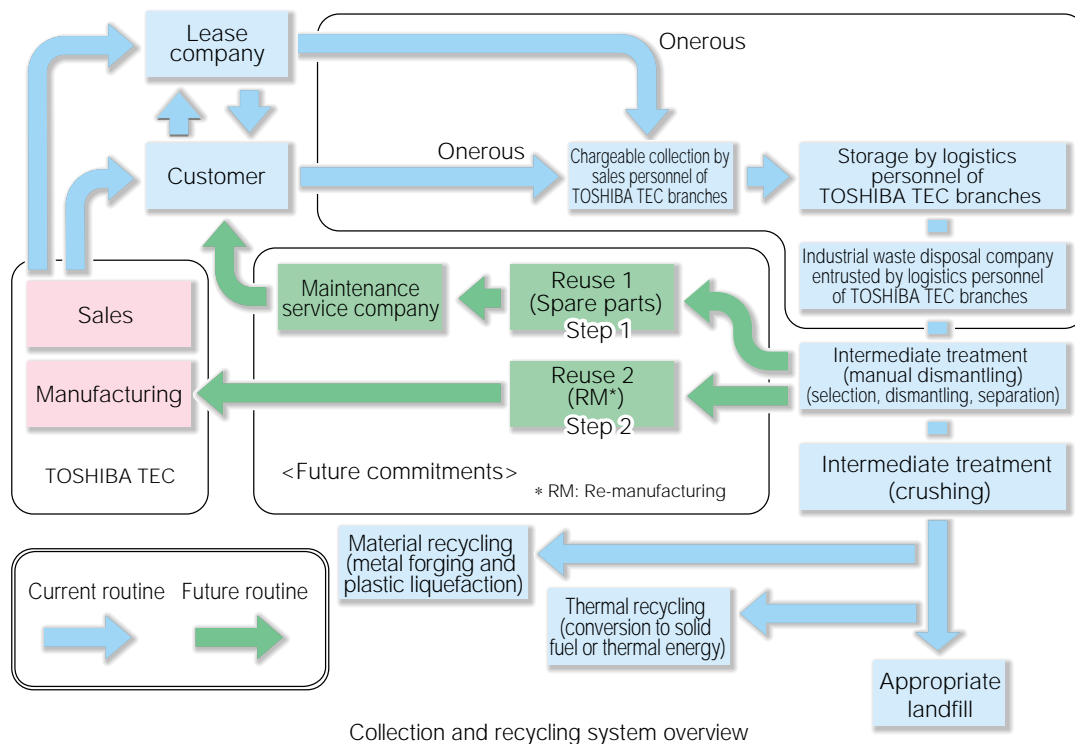 Lease
company
Onerous
Customer
Onerous
Chargeable collection by
sales personnel of
TOSHIBA TEC branches
Storage by logistics
personnel of
TOSHIBA TEC branches
Industrial waste disposal company
entrusted by logistics personnel
of TOSHIBA TEC branches
Sales
Manufacturing
TOSHIBA TEC
Maintenance
service company
Reuse 1
(Spare parts)
Step 1
Reuse 2
(RM*)
Step 2
<Future commitments>
* RM: Re-manufacturing
Intermediate treatment
(manual dismantling)
(selection, dismantling, separation)
Intermediate treatment
(crushing)
Material recycling
(metal forging and
plastic liquefaction)
Thermal recycling
(conversion to solid
fuel or thermal energy)
Appropriate
landfill
Current routine
Future routine
Collection and recycling system overview